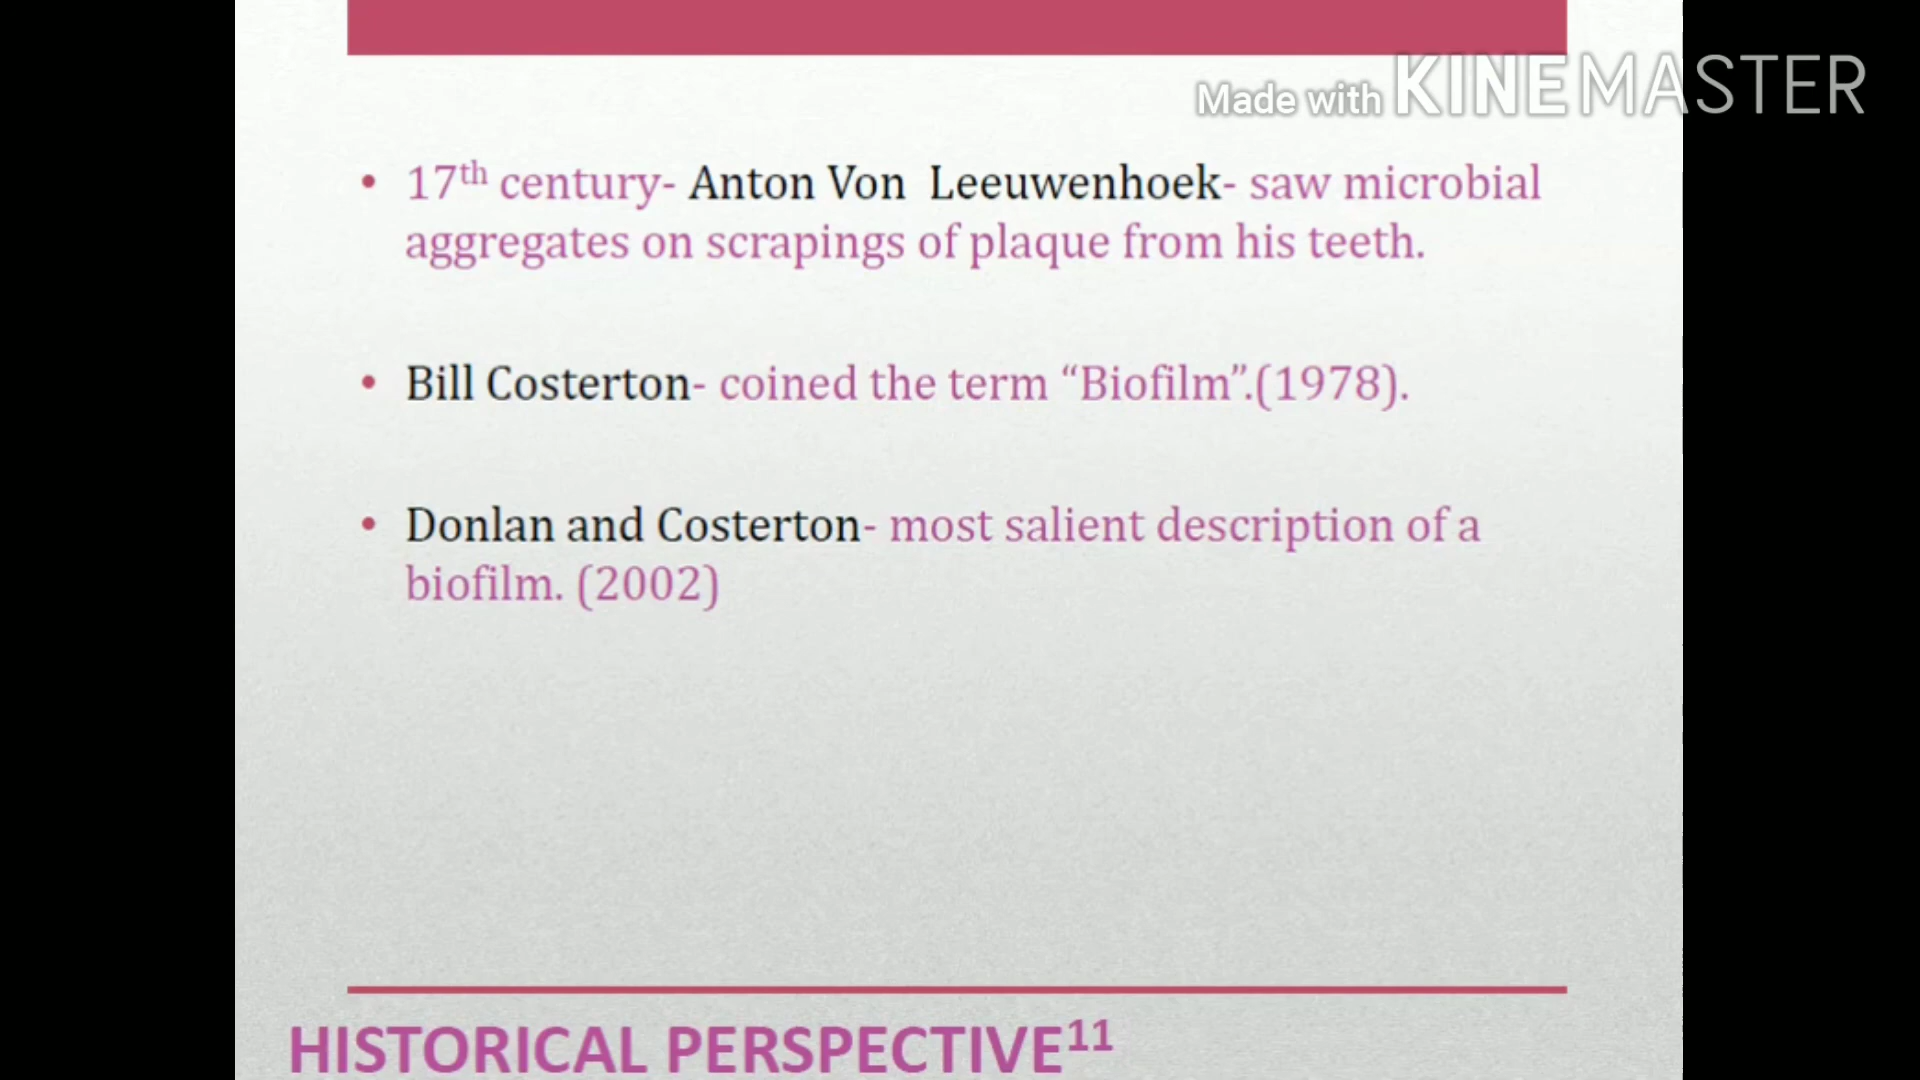 Made with KINEMASTER
• 17th century- Anton Von Leeuwenhoek- saw microbial
aggregates on scrapings of plaque from his teeth.
• Bill Costerton- coined the term “Biofilm”.(1978).
• Donlan and Costerton- most salient description of a
biofilm. (2002)
HISTORICAL PERSPECTIVE11